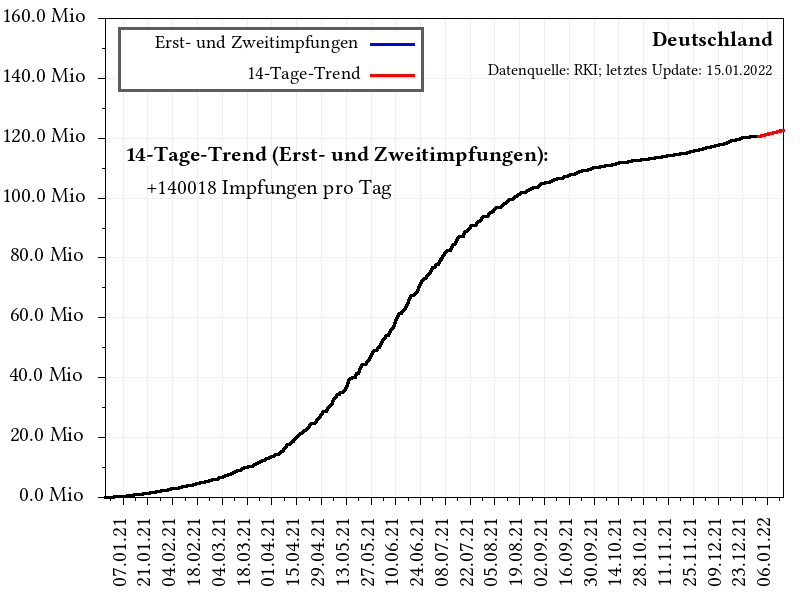 160.0 Mio
140.0 Mio
120.0 Mio
100.0 Mio
80.0 Mio
60.0 Mio
40.0 Mio
20.0 Mio
0.0 Mio
Erst- und Zweitimpfungen
14-Tage-Trend
Deutschland
Datenquelle: RKI; letztes Update: 15.01.2022
14-Tage-Trend (Erst- und Zweitimpfungen):
+140018 Impfungen pro Tag
07.01.21
21.01.21
04.02.21
18.02.21
04.03.21
18.03.21
01.04.21
15.04.21
29.04.21
13.05.21
27.05.21
10.06.21
24.06.21
08.07.21
22.07.21
05.08.21
19.08.21
02.09.21
16.09.21
30.09.21
14.10.21
28.10.21
11.11.21
25.11.21
09.12.21
23.12.21
06.01.22